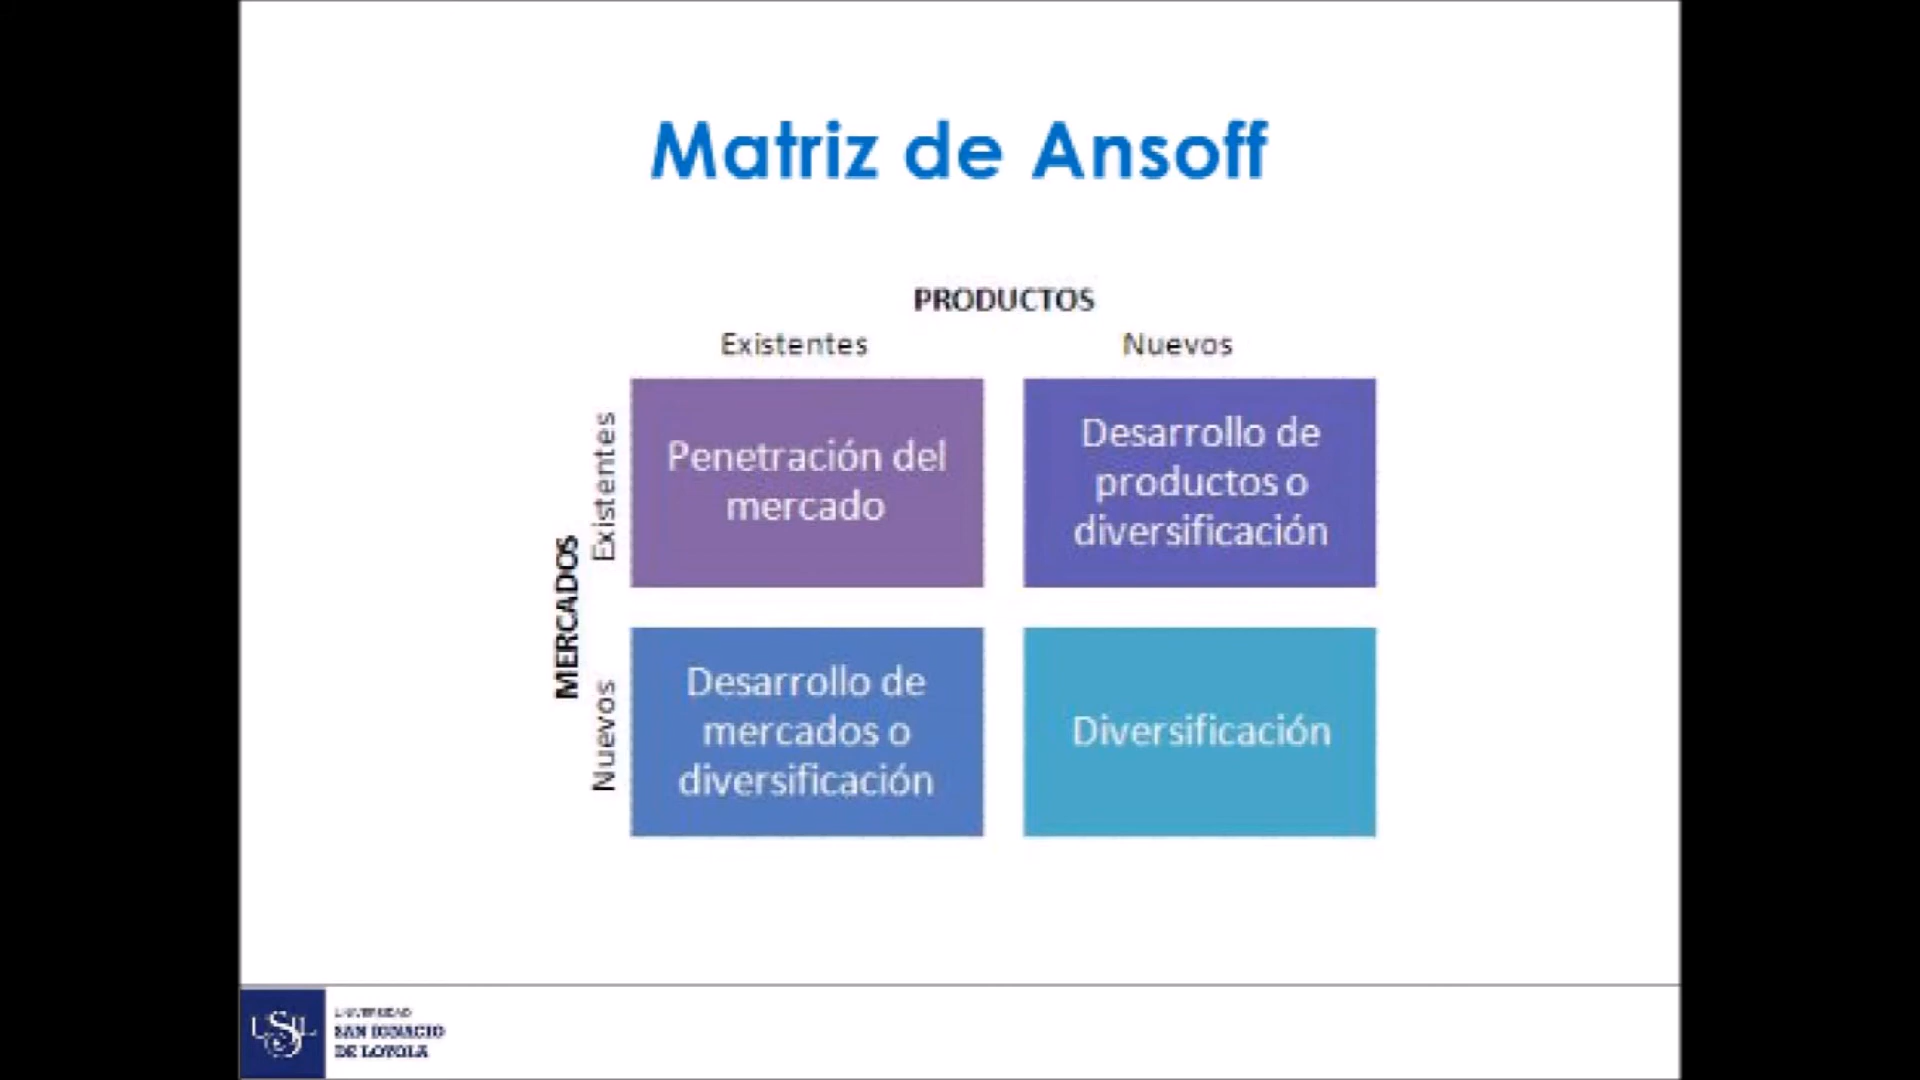 Matriz de Ansoff
PRODUCTOS
Existentes
Nuevos
MERCADOS
Existentes
Penetración del
mercado
Desarrollo de
productos o
diversificación
Nuevos
Desarrollo de
mercados o
diversificación
Diversificación
USIL
UNIVERSIDAD
SAN IGNACIO
DE LOYOLA